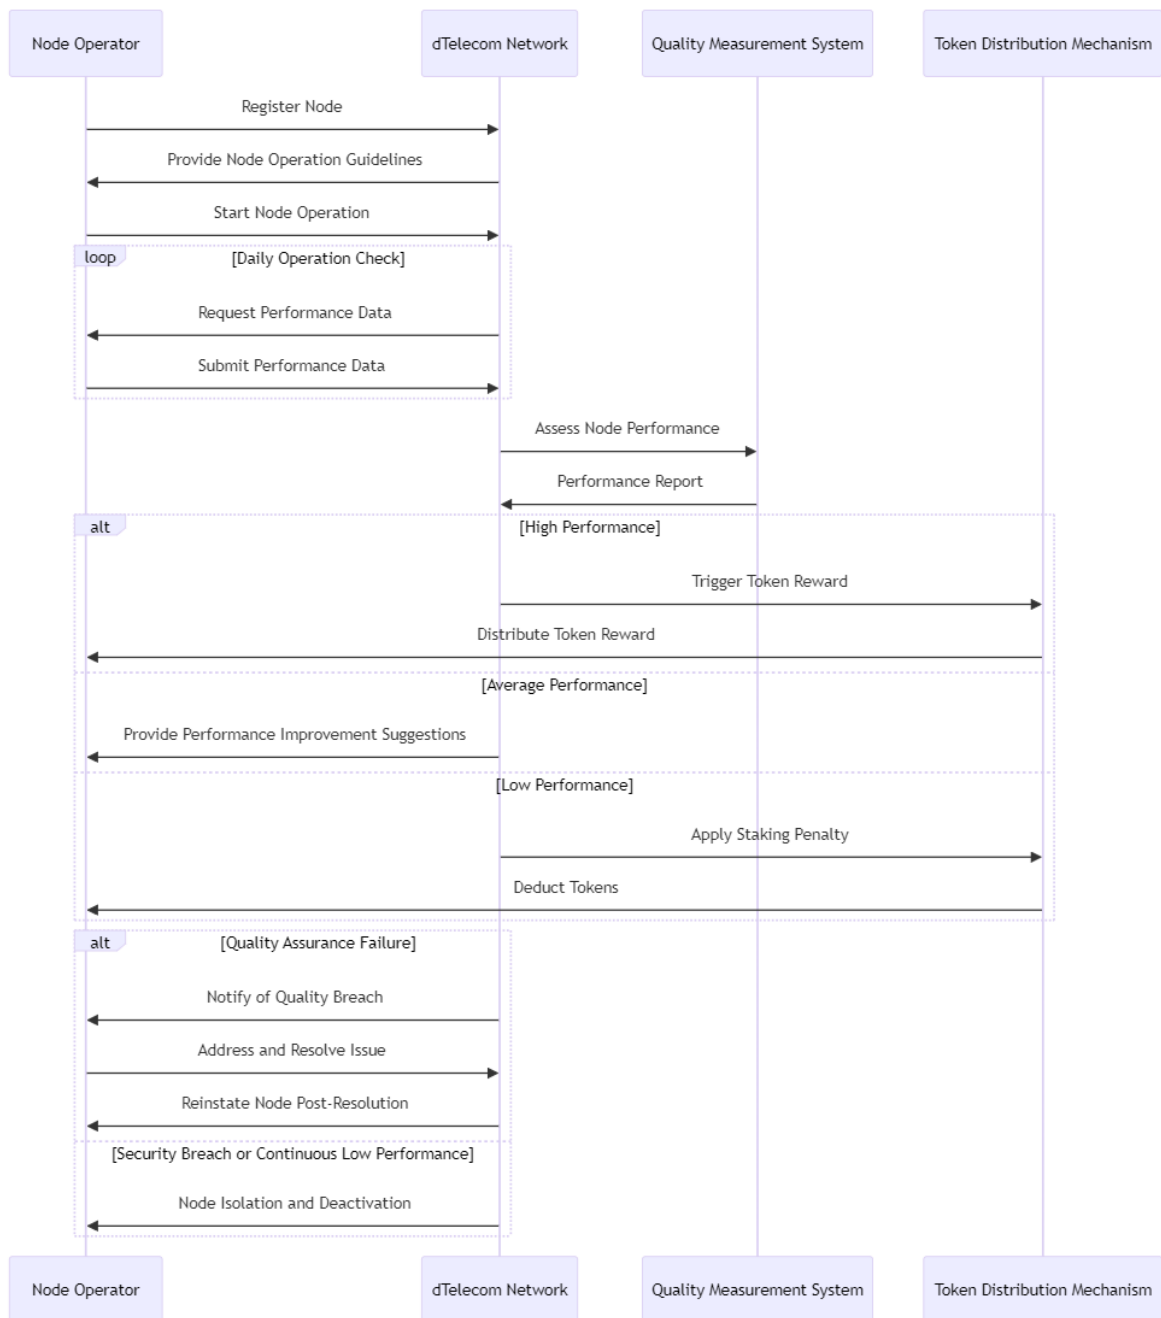 Node Operator
dTelecom Network
Quality Measurement System
Token Distribution Mechanism
Register Node
Provide Node Operation Guidelines
Start Node Operation
loop
[Daily Operation Check]
Request Performance Data
Submit Performance Data
Assess Node Performance
Performance Report
alt
[High Performance]
Trigger Token Reward
Distribute Token Reward
[Average Performance]
Provide Performance Improvement Suggestions
[Low Performance]
Apply Staking Penalty
Deduct Tokens
alt
[Quality Assurance Failure]
Notify of Quality Breach
Address and Resolve Issue
Reinstate Node Post-Resolution
[Security Breach or Continuous Low Performance]
Node Isolation and Deactivation
Node Operator
dTelecom Network
Quality Measurement System
Token Distribution Mechanism